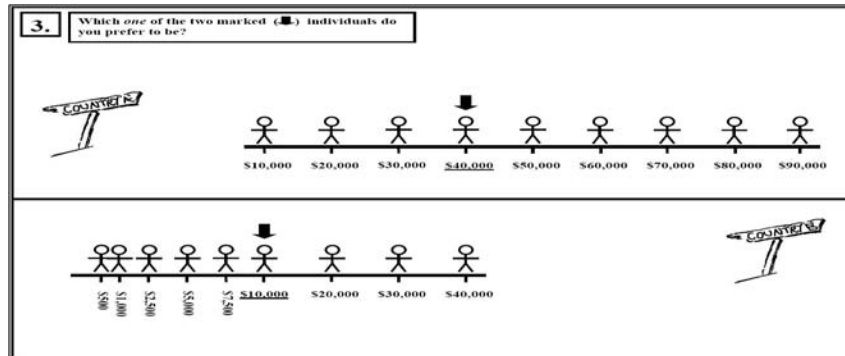 3.
Which one of the two marked ( ) individuals do
you prefer to be?
COUNTRY A
$10,000 $20,000 $30,000 $40,000 $50,000 $60,000 $70,000 $80,000 $90,000
COUNTRY B
$500 $1,000 $2,500 $5,000 $7,500 $10,000 $20,000 $30,000 $40,000